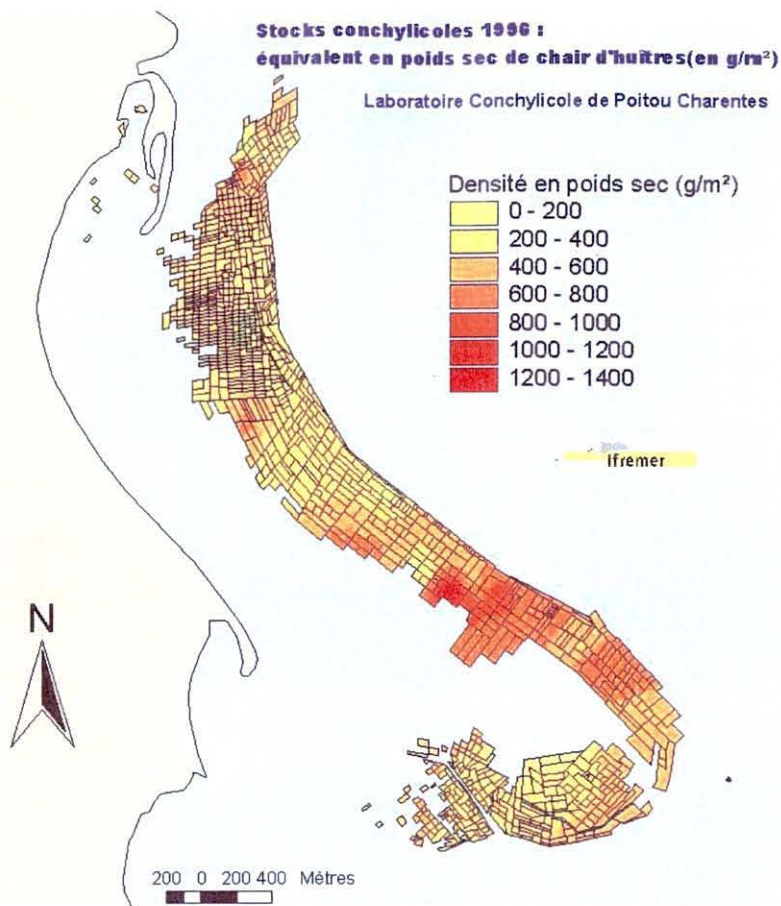 Stocks conchylicoles 1996 :
équivalent en poids sec de chair d'huîtres(en g/m²)
Laboratoire Conchylicole de Poitou Charentes
Densité en poids sec (g/m²)
0 - 200
200 - 400
400 - 600
600 - 800
800 - 1000
1000 - 1200
1200 - 1400
Ifremer
N
200 0 200 400 Mètres